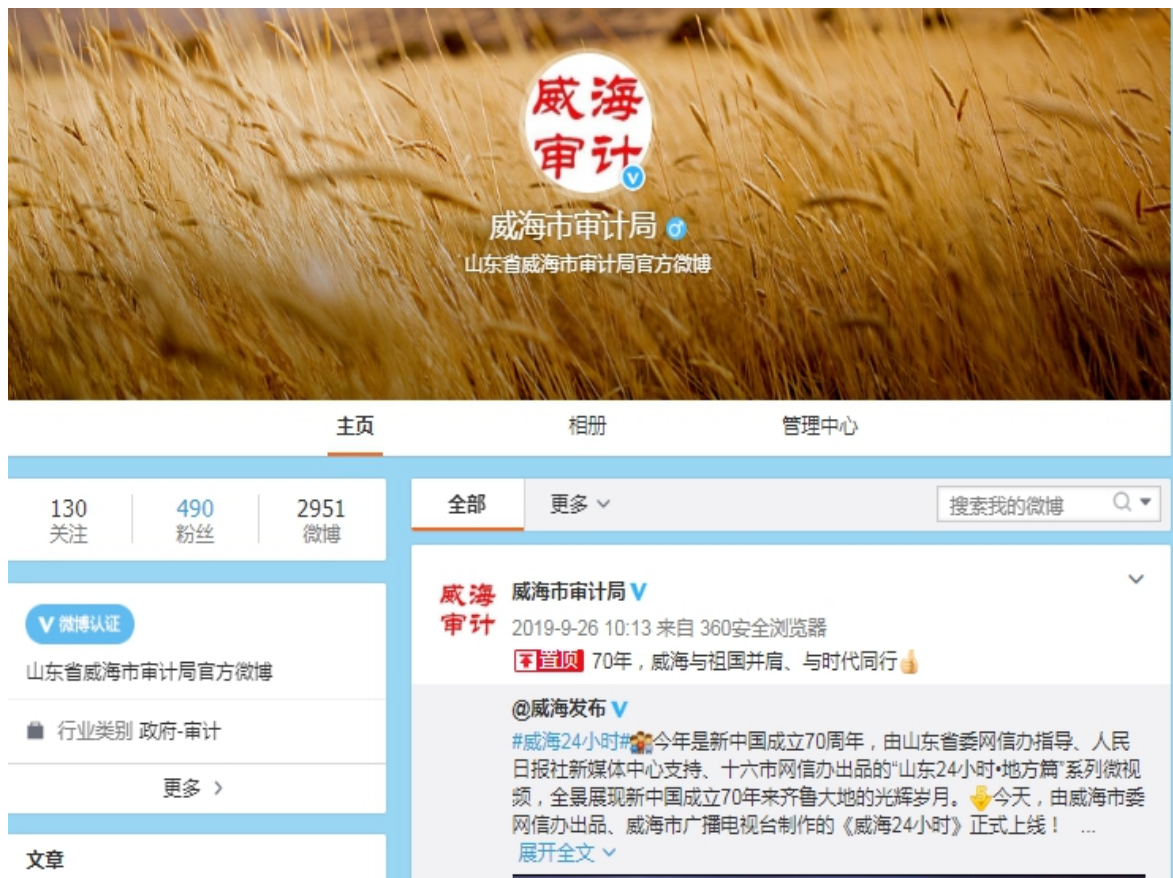 威海
审计
威海市审计局
山东省威海市审计局官方微博
主页 相册 管理中心
130 490 2951
关注 粉丝 微博
V 微博认证
山东省威海市审计局官方微博
行业类别 政府-审计
更多
文章
全部 更多 搜索我的微博
威海
审计
威海市审计局
2019-9-26 10:13 来自 360安全浏览器
置顶 70年，威海与祖国并肩、与时代同行
@威海发布
#威海24小时#今年是新中国成立70周年，由山东省委网信办指导、人民
日报社新媒体中心支持、十六市网信办出品的“山东24小时•地方篇”系列微视
频，全景展现新中国成立70年来齐鲁大地的光辉岁月。今天，由威海市委
网信办出品、威海市广播电视台制作的《威海24小时》正式上线！ ...
展开全文